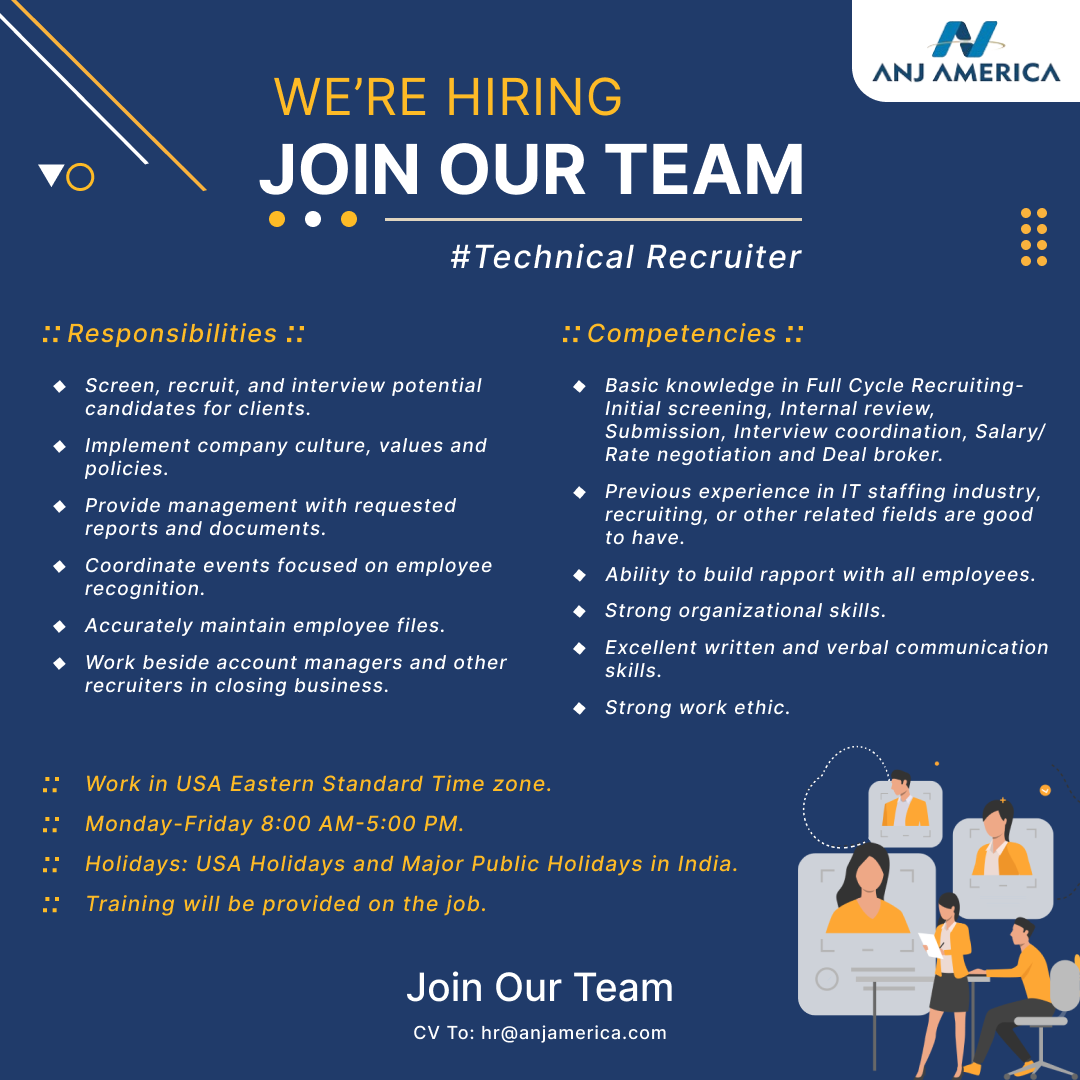 ANJ AMERICA
WE'RE HIRING
JOIN OUR TEAM
#Technical Recruiter
:: Responsibilities ::
Screen, recruit, and interview potential
candidates for clients.
Implement company culture, values and
policies.
Provide management with requested
reports and documents.
Coordinate events focused on employee
recognition.
Accurately maintain employee files.
Work beside account managers and other
recruiters in closing business.
:: Competencies ::
Basic knowledge in Full Cycle Recruiting-
Initial screening, Internal review,
Submission, Interview coordination, Salary/
Rate negotiation and Deal broker.
Previous experience in IT staffing industry,
recruiting, or other related fields are good
to have.
Ability to build rapport with all employees.
Strong organizational skills.
Excellent written and verbal communication
skills.
Strong work ethic.
:: Work in USA Eastern Standard Time zone.
:: Monday-Friday 8:00 AM-5:00 PM.
:: Holidays: USA Holidays and Major Public Holidays in India.
:: Training will be provided on the job.
Join Our Team
CV To: hr@anjamerica.com